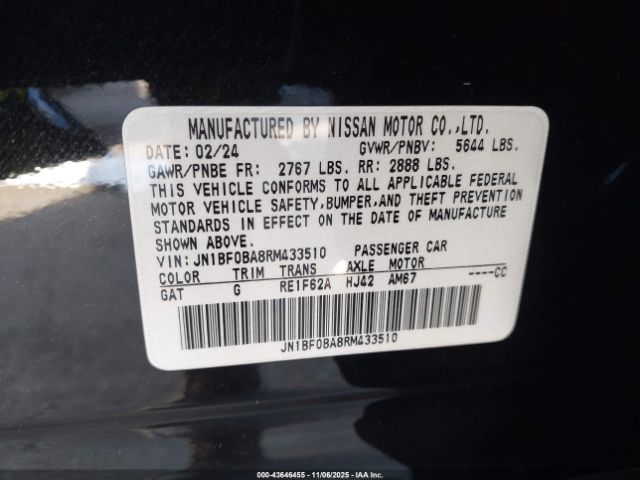 MANUFACTURED BY NISSAN MOTOR CO.,LTD.
DATE: 02/24 GVWR/PNBV: 5644 LBS.
GAWR/PNBE FR: 2767 LBS. RR: 2888 LBS.
THIS VEHICLE CONFORMS TO ALL APPLICABLE FEDERAL
MOTOR VEHICLE SAFETY,BUMPER,AND THEFT PREVENTION
STANDARDS IN EFFECT ON THE DATE OF MANUFACTURE
SHOWN ABOVE.
VIN: JN1BF0BA8RM433510 PASSENGER CAR
COLOR TRIM TRANS AXLE MOTOR
GAT G RE1F62A HJ42 AM67 ----CC
JN1BF0BA8RM433510
000-43646455 - 11/06/2025 - IAA Inc.